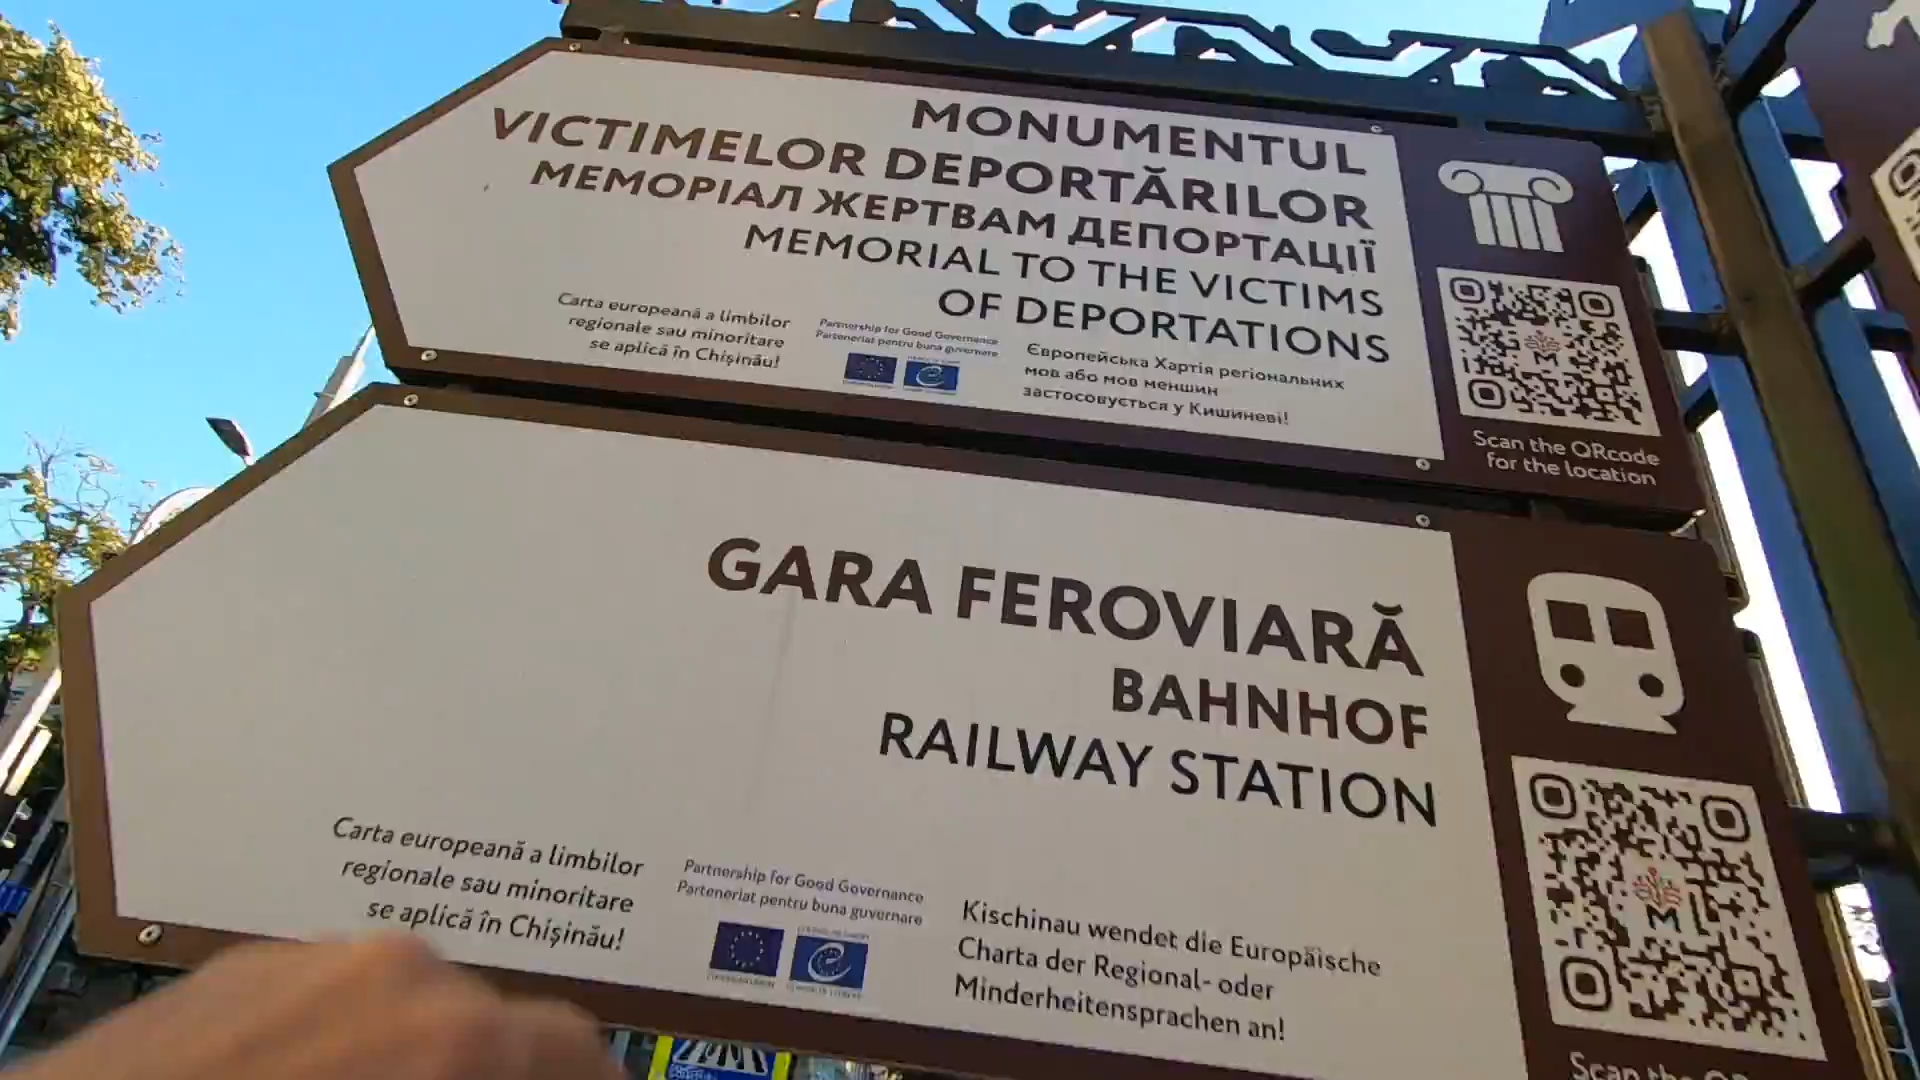 MONUMENTUL
VICTIMELOR DEPORTĂRILOR
МЕМОРІАЛ ЖЕРТВАМ ДЕПОРТАЦІЇ
MEMORIAL TO THE VICTIMS
OF DEPORTATIONS
Carta europeană a limbilor
regionale sau minoritare
se aplică în Chișinău!
Partnership for Good Governance
Parteneriat pentru buna guvernare
Європейська Хартія регіональних
мов або мов меншин
застосовується у Кишиневі!
Scan the QRcode
for the location
GARA FEROVIARĂ
BAHNHOF
RAILWAY STATION
Carta europeană a limbilor
regionale sau minoritare
se aplică în Chișinău!
Partnership for Good Governance
Parteneriat pentru buna guvernare
Kischinau wendet die Europäische
Charta der Regional- oder
Minderheitensprachen an!
Scan the